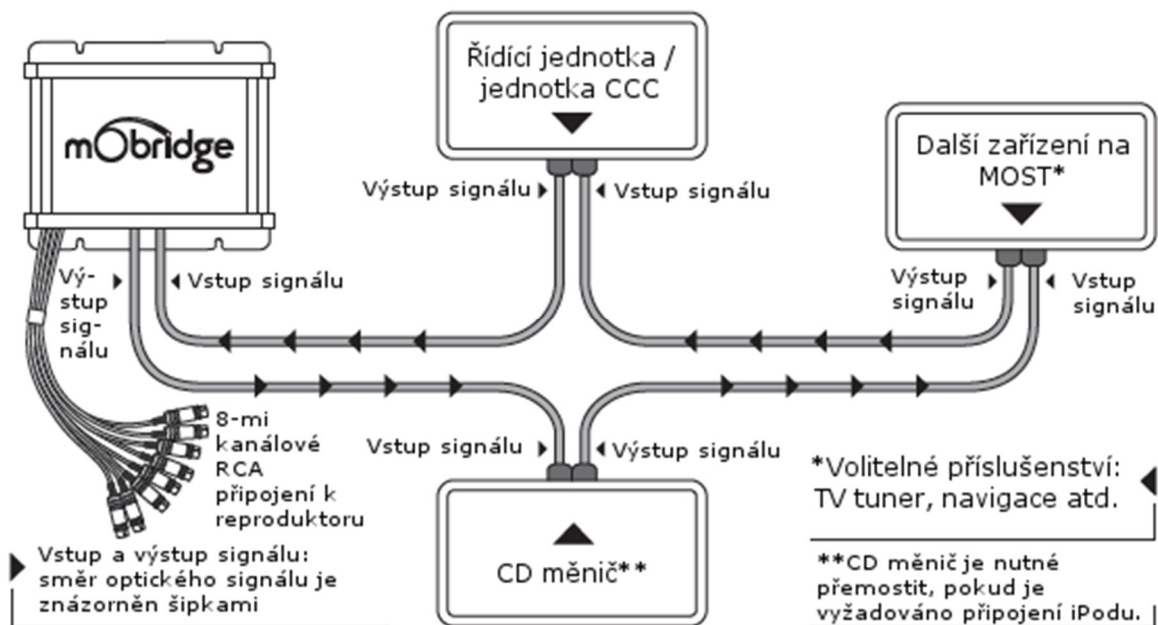 mObridge
Řídící jednotka /
jednotka CCC
Další zařízení na
MOST*
Výstup signálu
Vstup signálu
Vý-
stup
sig-
nálu
Vstup signálu
Výstup
signálu
Vstup
signálu
8-mi
kanálové
RCA
připojení k
reproduktoru
Vstup signálu
Výstup signálu
CD měnič**
*Volitelné příslušenství:
TV tuner, navigace atd.
Vstup a výstup signálu:
směr optického signálu je
znázorněn šipkami
**CD měnič je nutné
přemostit, pokud je
vyžadováno připojení iPodu.